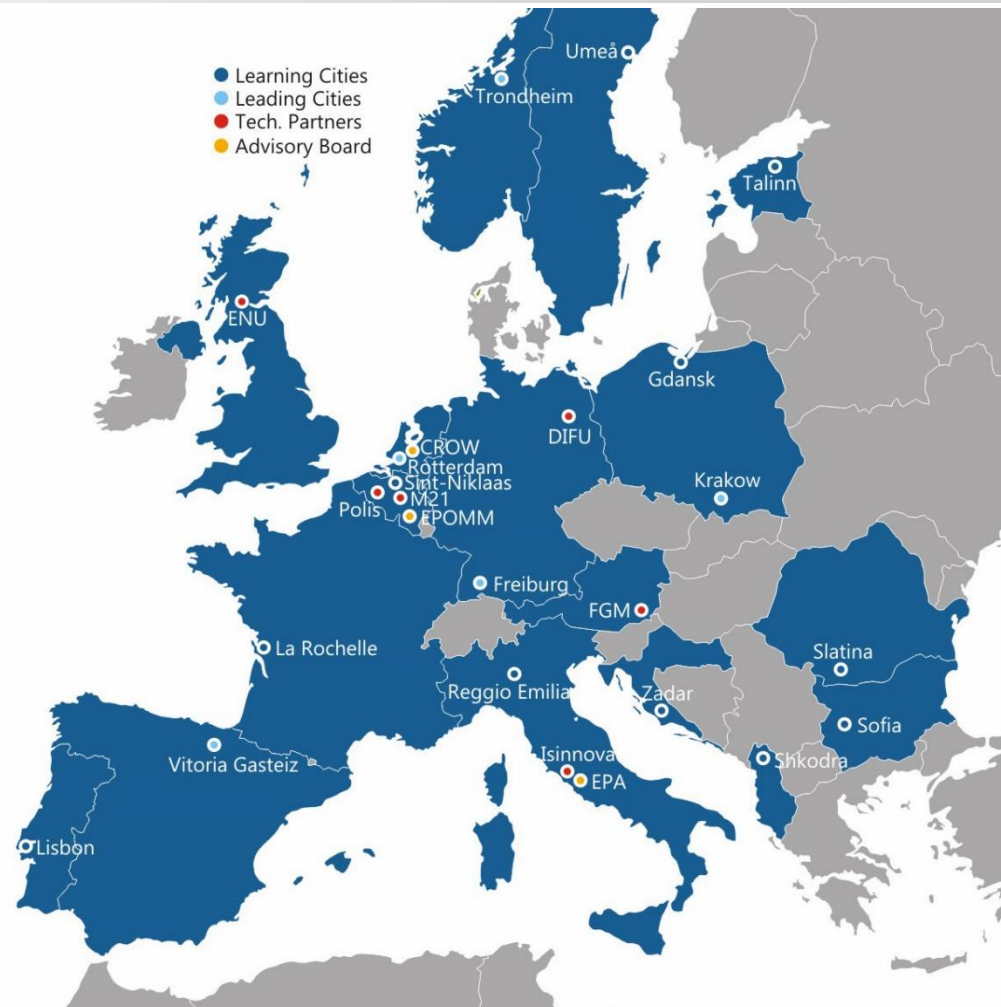 Umeå
Learning Cities
Leading Cities
Trondheim
Tech. Partners
Advisory Board
Talinn
ENU
Gdansk
DIFU
CROW
Rotterdam
Krakow
Sint-Niklaas
M21
Polis
EPOMM
Freiburg
FGM
La Rochelle
Slatina
Reggio Emilia
Zadar
Sofia
Isinnova
Shkodra
Vitoria Gasteiz
EPA
Lisbon